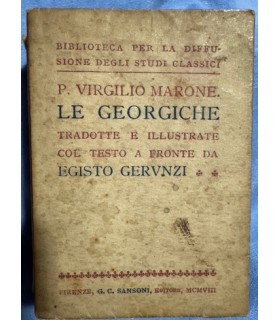 BIBLIOTECA PER LA DIFFU-
SIONE DEGLI STUDI CLASSICI
P. VIRGILIO MARONE.
LE GEORGICHE
TRADOTTE E ILLUSTRATE
COL TESTO A FRONTE DA
EGISTO GERVNZI
FIRENZE, G. C. SANSONI, EDITORE, MCMVIII